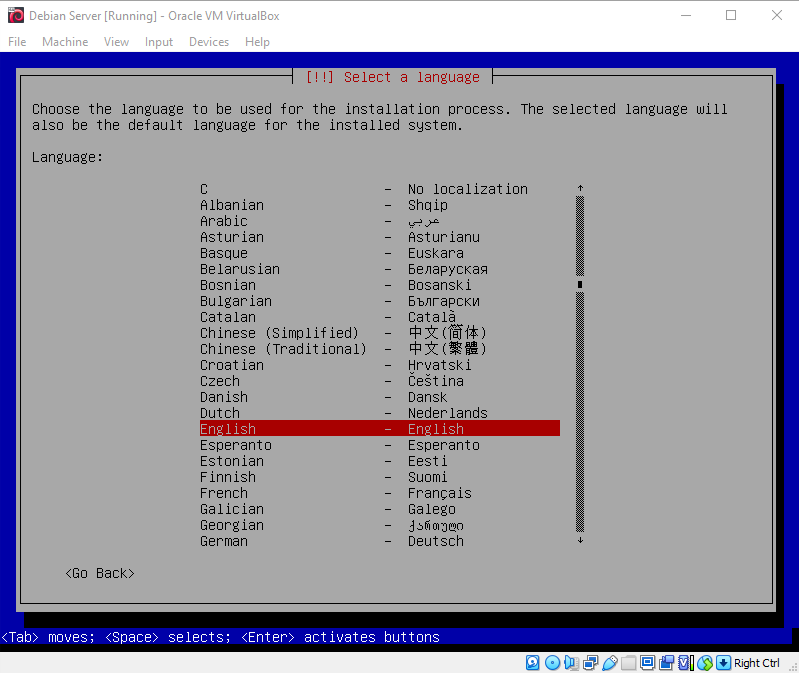 Debian Server [Running] - Oracle VM VirtualBox
File Machine View Input Devices Help
[!!] Select a language
Choose the language to be used for the installation process. The selected language will
also be the default language for the installed system.
Language:
C - No localization ↑
Albanian - Shqip
Arabic - عربي
Asturian - Asturianu
Basque - Euskara
Belarusian - Беларуская
Bosnian - Bosanski
Bulgarian - Български
Catalan - Català
Chinese (Simplified) - 中文(简体)
Chinese (Traditional) - 中文(繁體)
Croatian - Hrvatski
Czech - Čeština
Danish - Dansk
Dutch - Nederlands
English - English
Esperanto - Esperanto
Estonian - Eesti
Finnish - Suomi
French - Français
Galician - Galego
Georgian - ქართული
German - Deutsch ↓
<Go Back>
<Tab> moves; <Space> selects; <Enter> activates buttons
Right Ctrl